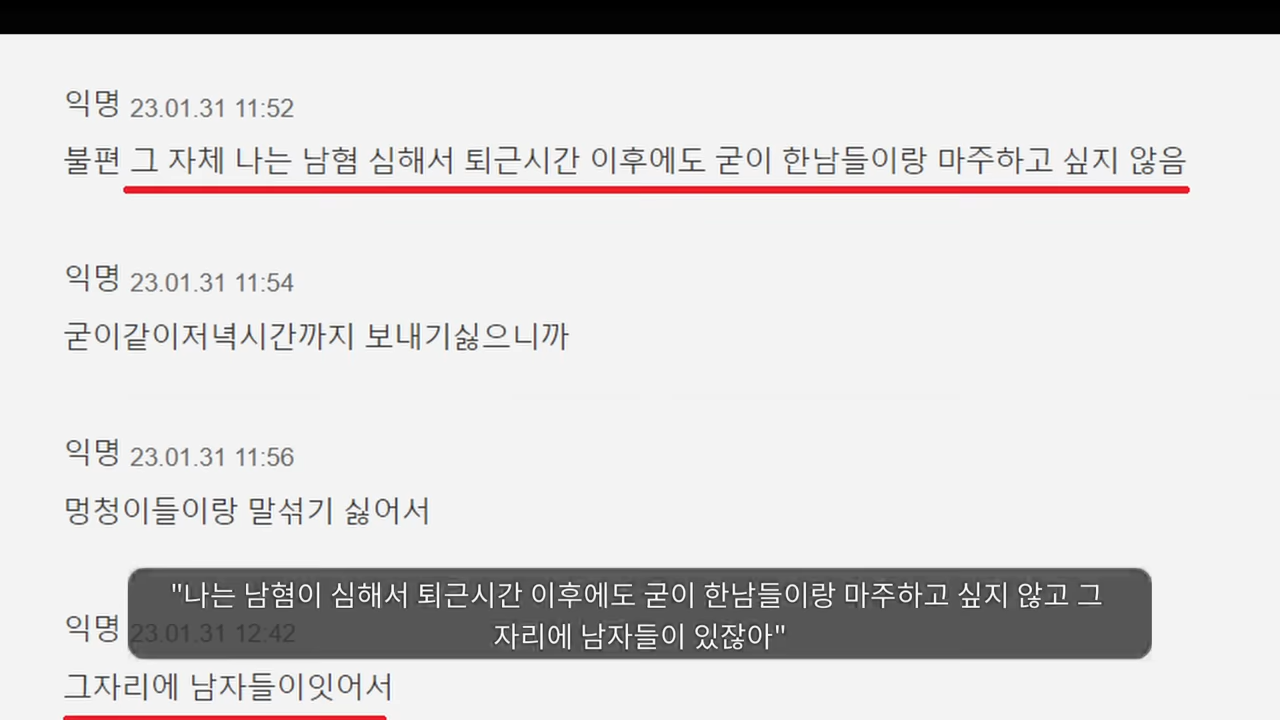 익명 23.01.31 11:52
불편 그 자체 나는 남혐 심해서 퇴근시간 이후에도 굳이 한남들이랑 마주하고 싶지 않음
익명 23.01.31 11:54
굳이같이저녁시간까지 보내기싫으니까
익명 23.01.31 11:56
멍청이들이랑 말섞기 싫어서
"나는 남혐이 심해서 퇴근시간 이후에도 굳이 한남들이랑 마주하고 싶지 않고 그
자리에 남자들이 있잖아"
익명 23.01.31 12:42
그자리에 남자들이잇어서